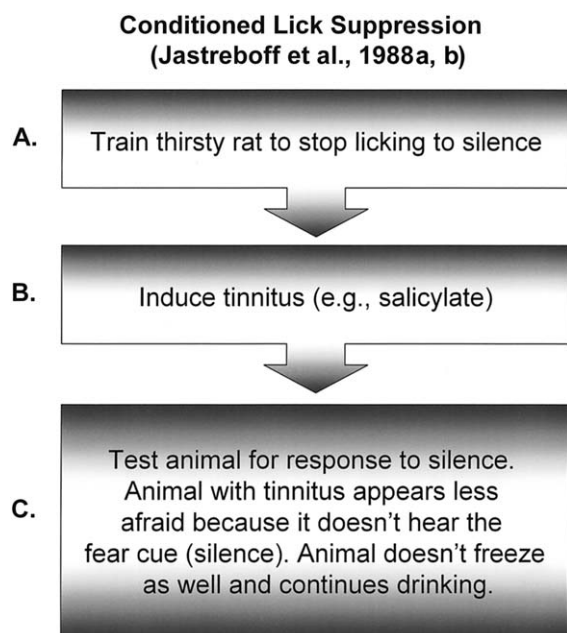 Conditioned Lick Suppression
(Jastreboff et al., 1988a, b)
A.
Train thirsty rat to stop licking to silence
B.
Induce tinnitus (e.g., salicylate)
C.
Test animal for response to silence.
Animal with tinnitus appears less
afraid because it doesn't hear the
fear cue (silence). Animal doesn't freeze
as well and continues drinking.